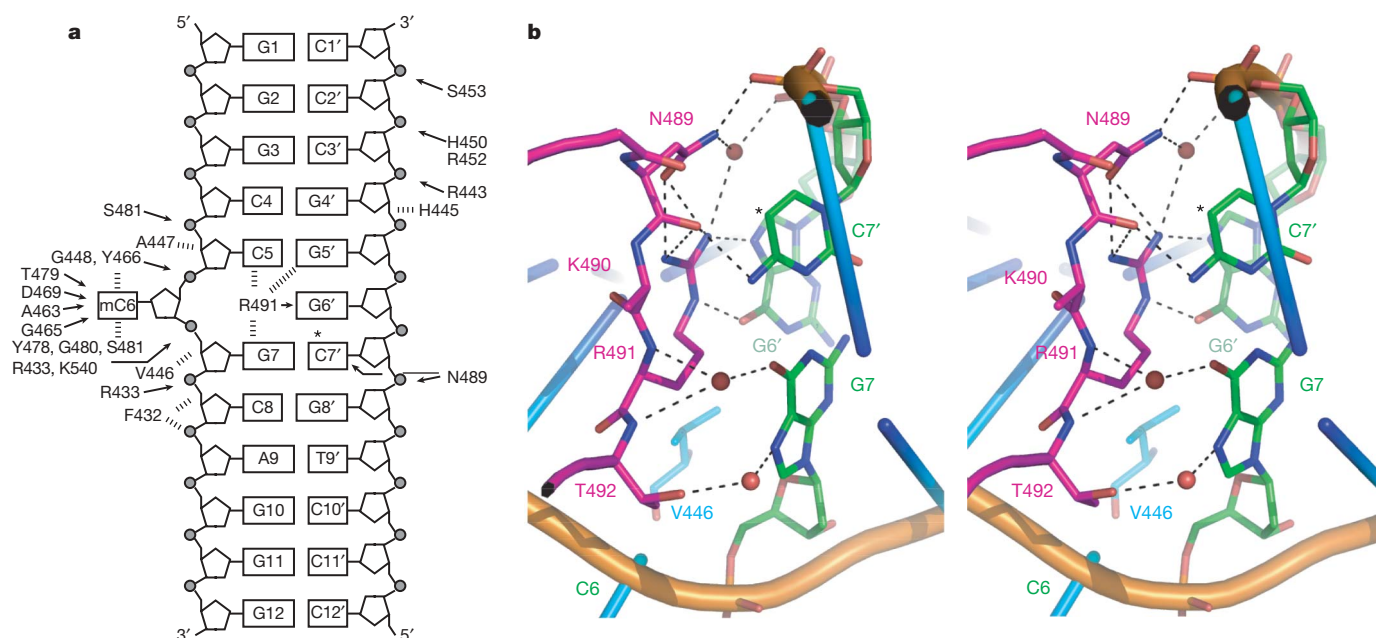 a
5′ 3′
G1 C1′
S453
G2 C2′
H450
R452
G3 C3′
R443
C4 G4′
H445
S481
A447
C5 G5′
G448, Y466
T479
D469
A463
G465
mC6
R491
G6′
Y478, G480, S481
R433, K540
*
G7 C7′
V446
R433
N489
F432
C8 G8′
A9 T9′
G10 C10′
G11 C11′
G12 C12′
3′ 5′
b
N489
*
C7′
K490
G6′
R491
G7
T492
V446
C6
N489
*
C7′
K490
G6′
R491
G7
T492
V446
C6